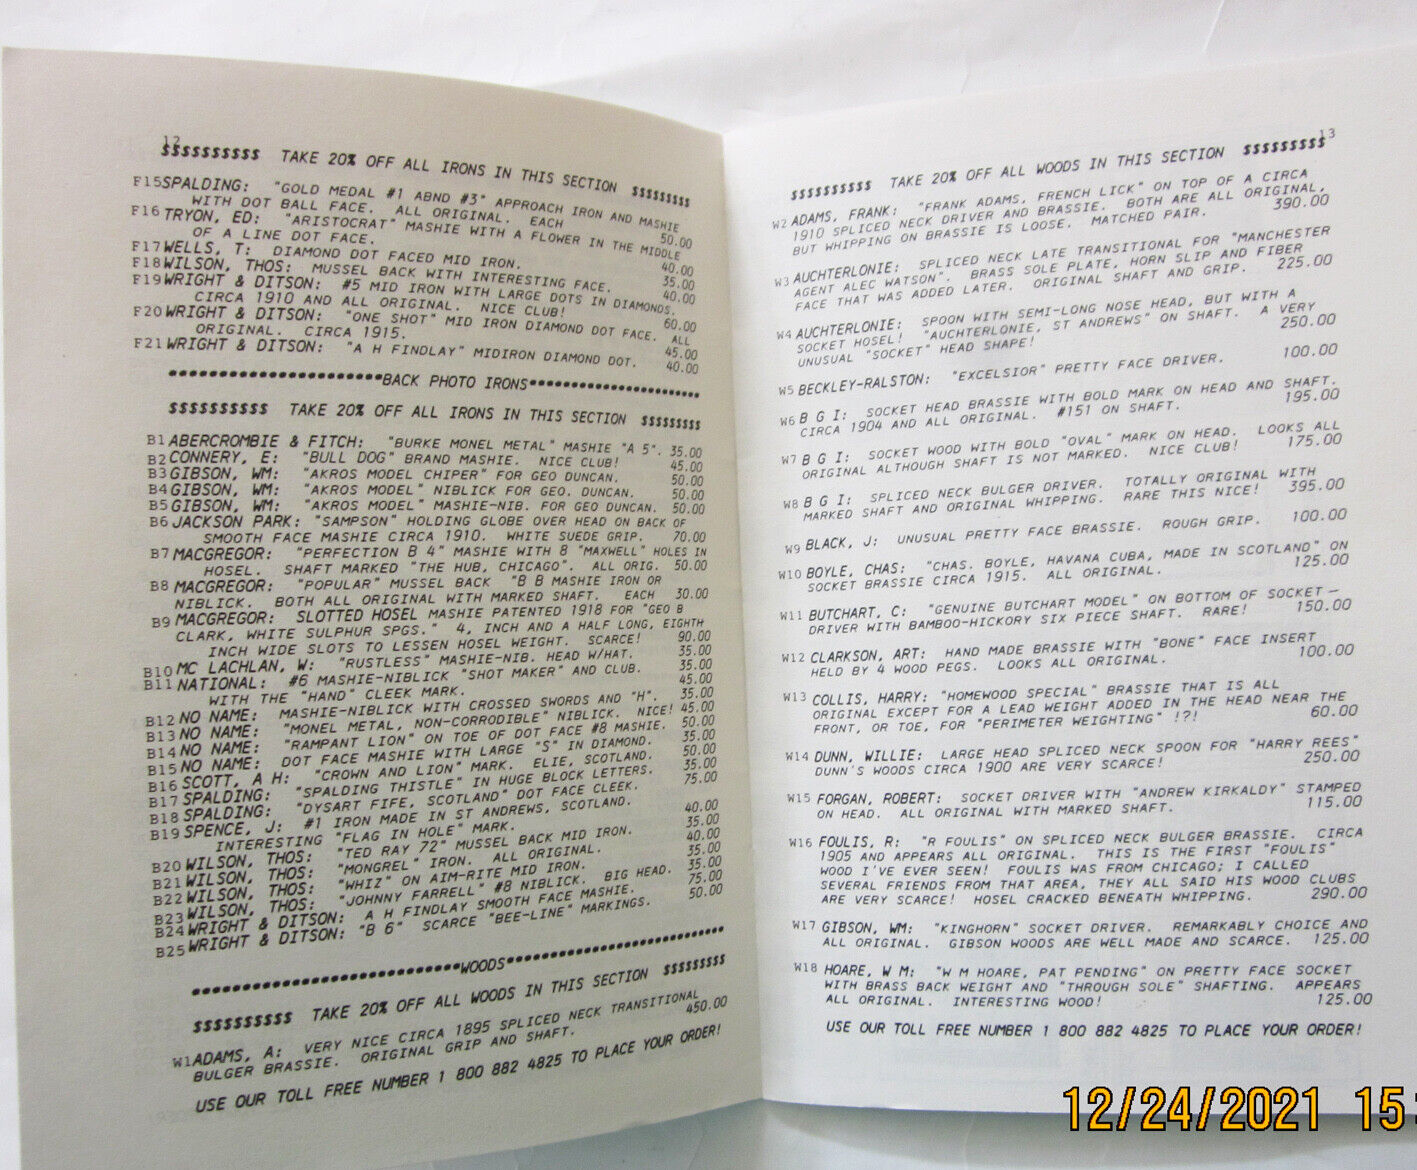 12
$$$$$$$$$$ TAKE 20% OFF ALL IRONS IN THIS SECTION $$$$$$$$$
F15 SPALDING: "GOLD MEDAL #1 ABND #3" APPROACH IRON AND MASHIE
WITH DOT BALL FACE. ALL ORIGINAL. EACH 50.00
F16 TRYON, ED: "ARISTOCRAT" MASHIE WITH A FLOWER IN THE MIDDLE
OF A LINE DOT FACE. 40.00
F17 WELLS, T: DIAMOND DOT FACED MID IRON. 35.00
F18 WILSON, THOS: MUSSEL BACK WITH INTERESTING FACE. 40.00
F19 WRIGHT & DITSON: #5 MID IRON WITH LARGE DOTS IN DIAMONDS.
CIRCA 1910 AND ALL ORIGINAL. NICE CLUB! 60.00
F20 WRIGHT & DITSON: "ONE SHOT" MID IRON DIAMOND DOT FACE. ALL
ORIGINAL. CIRCA 1915. 45.00
F21 WRIGHT & DITSON: "A H FINDLAY" MIDIRON DIAMOND DOT. 40.00
***********************BACK PHOTO IRONS***********************
$$$$$$$$$$ TAKE 20% OFF ALL IRONS IN THIS SECTION $$$$$$$$$
B1 ABERCROMBIE & FITCH: "BURKE MONEL METAL" MASHIE "A 5". 35.00
B2 CONNERY, E: "BULL DOG" BRAND MASHIE. NICE CLUB! 45.00
B3 GIBSON, WM: "AKROS MODEL CHIPER" FOR GEO DUNCAN. 50.00
B4 GIBSON, WM: "AKROS MODEL" NIBLICK FOR GEO. DUNCAN. 50.00
B5 GIBSON, WM: "AKROS MODEL" MASHIE-NIB. FOR GEO DUNCAN. 50.00
B6 JACKSON PARK: "SAMPSON" HOLDING GLOBE OVER HEAD ON BACK OF
SMOOTH FACE MASHIE CIRCA 1910. WHITE SUEDE GRIP. 70.00
B7 MACGREGOR: "PERFECTION B 4" MASHIE WITH 8 "MAXWELL" HOLES IN
HOSEL. SHAFT MARKED "THE HUB, CHICAGO". ALL ORIG. 50.00
B8 MACGREGOR: "POPULAR" MUSSEL BACK "B B MASHIE IRON OR
NIBLICK. BOTH ALL ORIGINAL WITH MARKED SHAFT. EACH 30.00
B9 MACGREGOR: SLOTTED HOSEL MASHIE PATENTED 1918 FOR "GEO B
CLARK, WHITE SULPHUR SPGS." 4, INCH AND A HALF LONG, EIGHTH
INCH WIDE SLOTS TO LESSEN HOSEL WEIGHT. SCARCE! 90.00
B10 MC LACHLAN, W: "RUSTLESS" MASHIE-NIB. HEAD W/HAT. 35.00
B11 NATIONAL: #6 MASHIE-NIBLICK "SHOT MAKER" AND CLUB. 35.00
WITH THE "HAND" CLEEK MARK. 45.00
B12 NO NAME: MASHIE-NIBLICK WITH CROSSED SWORDS AND "H". 35.00
B13 NO NAME: "MONEL METAL, NON-CORRODIBLE" NIBLICK. NICE! 45.00
B14 NO NAME: "RAMPANT LION" ON TOE OF DOT FACE #8 MASHIE. 50.00
B15 NO NAME: DOT FACE MASHIE WITH LARGE "S" IN DIAMOND. 35.00
B16 SCOTT, A H: "CROWN AND LION" MARK. ELIE, SCOTLAND. 50.00
B17 SPALDING: "SPALDING THISTLE" IN HUGE BLOCK LETTERS. 35.00
B18 SPALDING: "DYSART FIFE, SCOTLAND" DOT FACE CLEEK. 75.00
B19 SPENCE, J: #1 IRON MADE IN ST ANDREWS, SCOTLAND.
INTERESTING "FLAG IN HOLE" MARK. 40.00
B20 WILSON, THOS: "TED RAY 72" MUSSEL BACK MID IRON. 35.00
B21 WILSON, THOS: "MONGREL" IRON. ALL ORIGINAL. 40.00
B22 WILSON, THOS: "WHIZ" ON AIM-RITE MID IRON. 35.00
B23 WILSON, THOS: "JOHNNY FARRELL" #8 NIBLICK. BIG HEAD. 35.00
B24 WRIGHT & DITSON: A H FINDLAY SMOOTH FACE MASHIE. 75.00
B25 WRIGHT & DITSON: "B 6" SCARCE "BEE-LINE" MARKINGS. 50.00
*****************************WOODS*****************************
$$$$$$$$$$ TAKE 20% OFF ALL WOODS IN THIS SECTION $$$$$$$$$
W1 ADAMS, A: VERY NICE CIRCA 1895 SPLICED NECK TRANSITIONAL
BULGER BRASSIE. ORIGINAL GRIP AND SHAFT. 450.00
USE OUR TOLL FREE NUMBER 1 800 882 4825 TO PLACE YOUR ORDER!
13
$$$$$$$$$$ TAKE 20% OFF ALL WOODS IN THIS SECTION $$$$$$$$$
W2 ADAMS, FRANK: "FRANK ADAMS, FRENCH LICK" ON TOP OF A CIRCA
1910 SPLICED NECK DRIVER AND BRASSIE. BOTH ARE ALL ORIGINAL,
BUT WHIPPING ON BRASSIE IS LOOSE. MATCHED PAIR. 390.00
W3 AUCHTERLONIE: SPLICED NECK LATE TRANSITIONAL FOR "MANCHESTER
AGENT ALEC WATSON". BRASS SOLE PLATE, HORN SLIP AND FIBER
FACE THAT WAS ADDED LATER. ORIGINAL SHAFT AND GRIP. 225.00
W4 AUCHTERLONIE: SPOON WITH SEMI-LONG NOSE HEAD, BUT WITH A
SOCKET HOSEL! "AUCHTERLONIE, ST ANDREWS" ON SHAFT. A VERY
UNUSUAL "SOCKET" HEAD SHAPE! 250.00
W5 BECKLEY-RALSTON: "EXCELSIOR" PRETTY FACE DRIVER. 100.00
W6 B G I: SOCKET HEAD BRASSIE WITH BOLD MARK ON HEAD AND SHAFT.
CIRCA 1904 AND ALL ORIGINAL. #151 ON SHAFT. 195.00
W7 B G I: SOCKET WOOD WITH BOLD "OVAL" MARK ON HEAD. LOOKS ALL
ORIGINAL ALTHOUGH SHAFT IS NOT MARKED. NICE CLUB! 175.00
W8 B G I: SPLICED NECK BULGER DRIVER. TOTALLY ORIGINAL WITH
MARKED SHAFT AND ORIGINAL WHIPPING. RARE THIS NICE! 395.00
W9 BLACK, J: UNUSUAL PRETTY FACE BRASSIE. ROUGH GRIP. 100.00
W10 BOYLE, CHAS: "CHAS. BOYLE, HAVANA CUBA, MADE IN SCOTLAND" ON
SOCKET BRASSIE CIRCA 1915. ALL ORIGINAL. 125.00
W11 BUTCHART, C: "GENUINE BUTCHART MODEL" ON BOTTOM OF SOCKET-
DRIVER WITH BAMBOO-HICKORY SIX PIECE SHAFT. RARE! 150.00
W12 CLARKSON, ART: HAND MADE BRASSIE WITH "BONE" FACE INSERT
HELD BY 4 WOOD PEGS. LOOKS ALL ORIGINAL. 100.00
W13 COLLIS, HARRY: "HOMEWOOD SPECIAL" BRASSIE THAT IS ALL
ORIGINAL EXCEPT FOR A LEAD WEIGHT ADDED IN THE HEAD NEAR THE
FRONT, OR TOE, FOR "PERIMETER WEIGHTING" !?! 60.00
W14 DUNN, WILLIE: LARGE HEAD SPLICED NECK SPOON FOR "HARRY REES"
DUNN'S WOODS CIRCA 1900 ARE VERY SCARCE! 250.00
W15 FORGAN, ROBERT: SOCKET DRIVER WITH "ANDREW KIRKALDY" STAMPED
ON HEAD. ALL ORIGINAL WITH MARKED SHAFT. 115.00
W16 FOULIS, R: "R FOULIS" ON SPLICED NECK BULGER BRASSIE. CIRCA
1905 AND APPEARS ALL ORIGINAL. THIS IS THE FIRST "FOULIS"
WOOD I'VE EVER SEEN! FOULIS WAS FROM CHICAGO; I CALLED
SEVERAL FRIENDS FROM THAT AREA, THEY ALL SAID HIS WOOD CLUBS
ARE VERY SCARCE! HOSEL CRACKED BENEATH WHIPPING. 290.00
W17 GIBSON, WM: "KINGHORN" SOCKET DRIVER. REMARKABLY CHOICE AND
ALL ORIGINAL. GIBSON WOODS ARE WELL MADE AND SCARCE. 125.00
W18 HOARE, W M: "W M HOARE, PAT PENDING" ON PRETTY FACE SOCKET
WITH BRASS BACK WEIGHT AND "THROUGH SOLE" SHAFTING. APPEARS
ALL ORIGINAL. INTERESTING WOOD! 125.00
USE OUR TOLL FREE NUMBER 1 800 882 4825 TO PLACE YOUR ORDER!
12/24/2021 15: